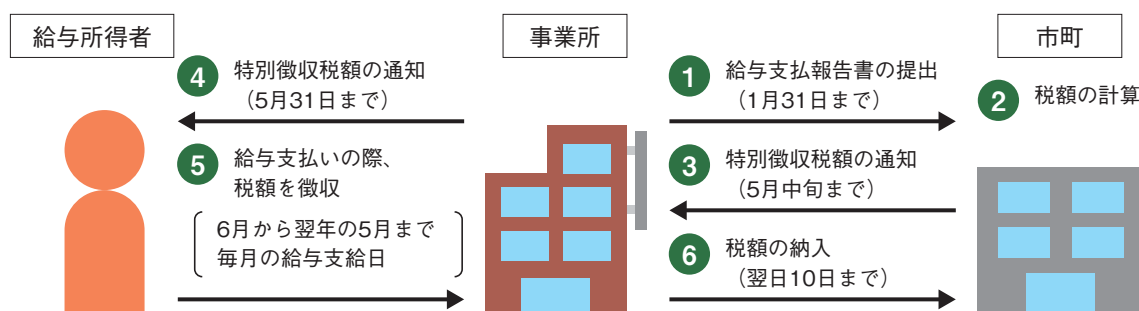 給与所得者
事業所
市町
4 特別徴収税額の通知
（5月31日まで）
1 給与支払報告書の提出
（1月31日まで）
2 税額の計算
5 給与支払いの際、
税額を徴収
6月から翌年の5月まで
毎月の給与支給日
3 特別徴収税額の通知
（5月中旬まで）
6 税額の納入
（翌日10日まで）